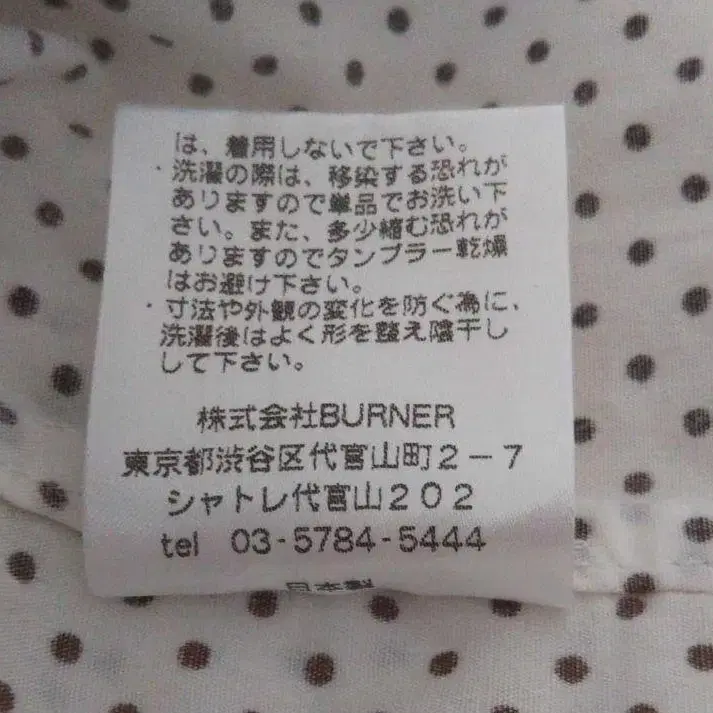 は、着用しないで下さい。
・洗濯の際は、移染する恐れが
ありますので単品でお洗い下
さい。また、多少縮む恐れが
ありますのでタンブラー乾燥
はお避け下さい。
・寸法や外観の変化を防ぐ為に、
洗濯後はよく形を整え陰干し
して下さい。
株式会社BURNER
東京都渋谷区代官山町2-7
シャトレ代官山202
tel 03-5784-5444
日本製